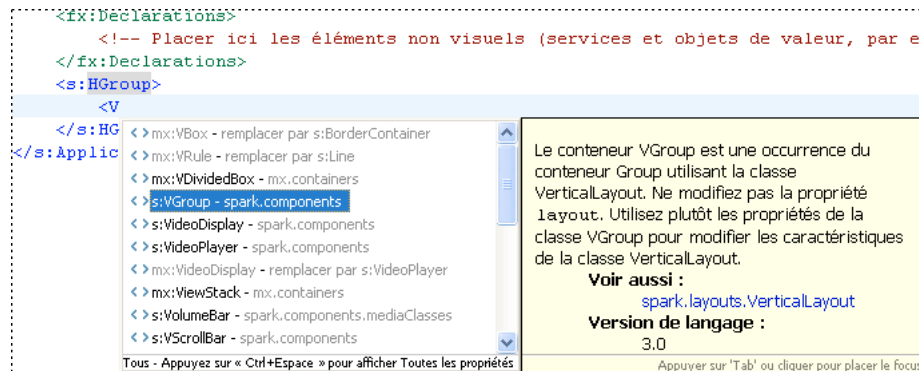 <fx:Declarations>
<!-- Placer ici les éléments non visuels (services et objets de valeur, par e
</fx:Declarations>
<s:HGroup>
<V
</s:HG
</s:Applic
<> mx:VBox - remplacer par s:BorderContainer
<> mx:VRule - remplacer par s:Line
<> mx:VDividedBox - mx.containers
<> s:VGroup - spark.components
<> s:VideoDisplay - spark.components
<> s:VideoPlayer - spark.components
<> mx:VideoDisplay - remplacer par s:VideoPlayer
<> mx:ViewStack - mx.containers
<> s:VolumeBar - spark.components.mediaClasses
<> s:VScrollBar - spark.components
Tous - Appuyez sur « Ctrl+Espace » pour afficher Toutes les propriétés
Le conteneur VGroup est une occurrence du
conteneur Group utilisant la classe
VerticalLayout. Ne modifiez pas la propriété
layout. Utilisez plutôt les propriétés de la
classe VGroup pour modifier les caractéristiques
de la classe VerticalLayout.
Voir aussi :
spark.layouts.VerticalLayout
Version de langage :
3.0
Appuyer sur 'Tab' ou cliquer pour placer le focus